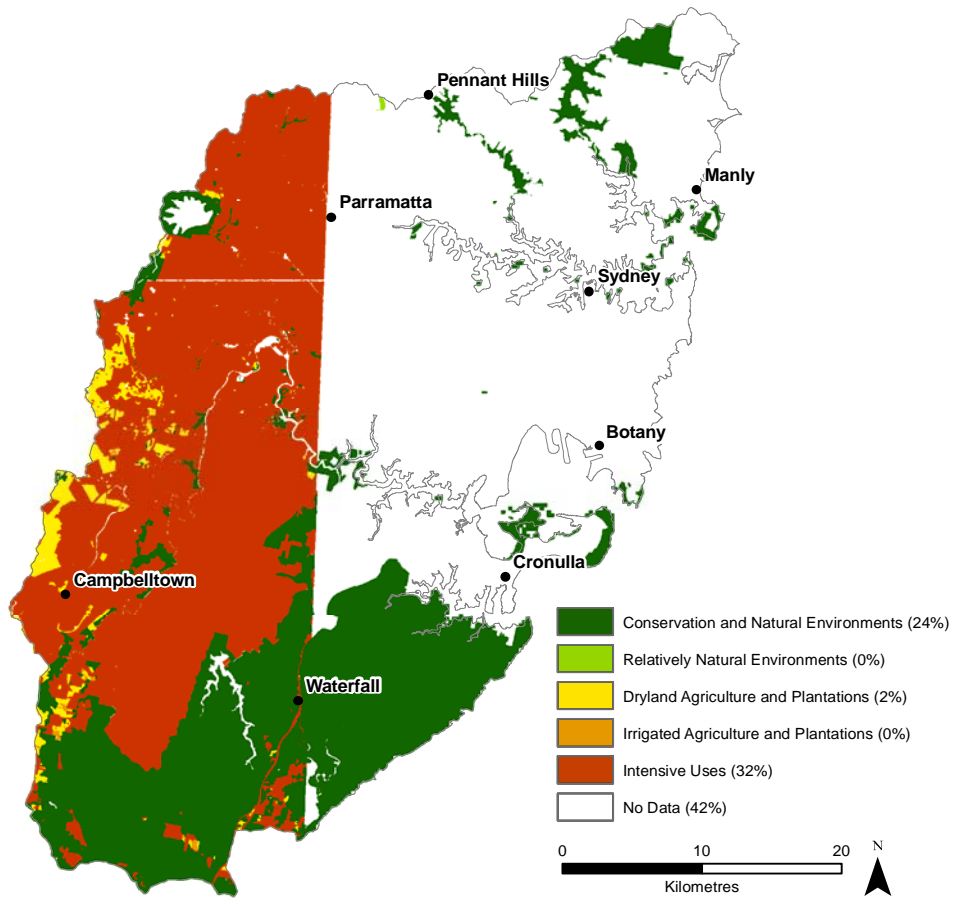 Pennant Hills
Manly
Parramatta
Sydney
Botany
Cronulla
Campbelltown
Waterfall
Conservation and Natural Environments (24%)
Relatively Natural Environments (0%)
Dryland Agriculture and Plantations (2%)
Irrigated Agriculture and Plantations (0%)
Intensive Uses (32%)
No Data (42%)
0 10 20
Kilometres
N